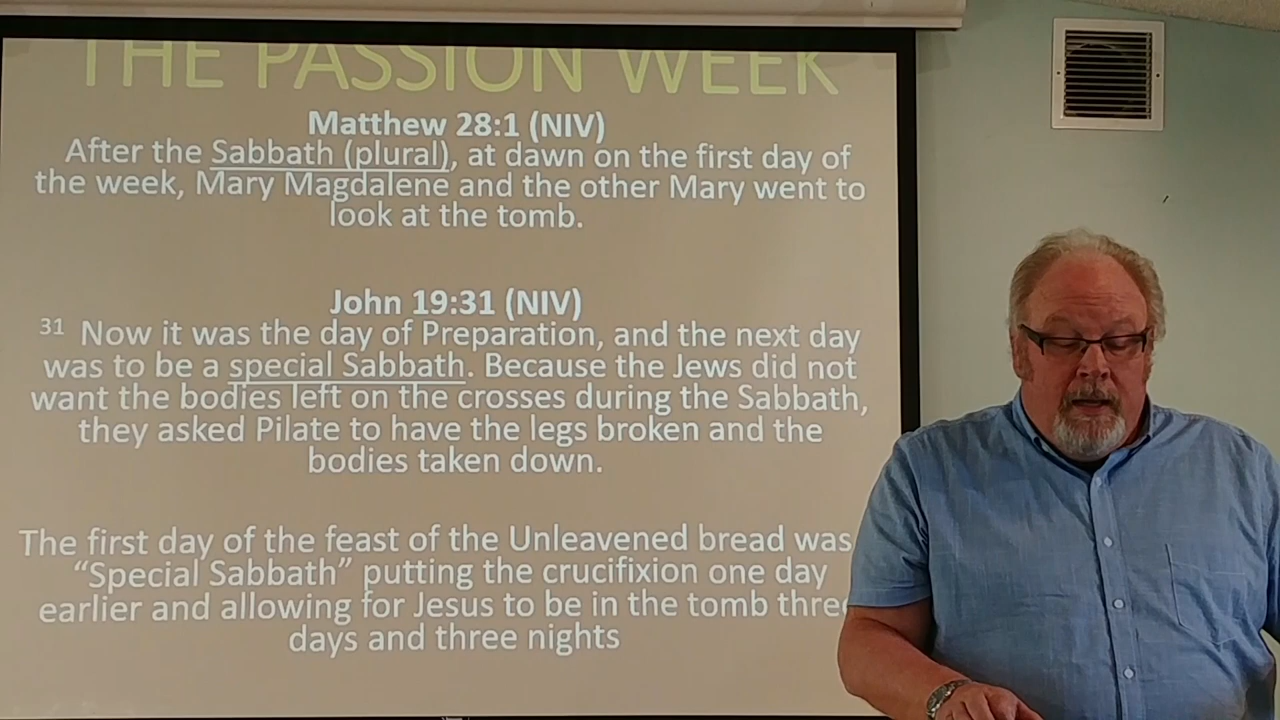 THE PASSION WEEK
Matthew 28:1 (NIV)
After the Sabbath (plural), at dawn on the first day of
the week, Mary Magdalene and the other Mary went to
look at the tomb.
John 19:31 (NIV)
31 Now it was the day of Preparation, and the next day
was to be a special Sabbath. Because the Jews did not
want the bodies left on the crosses during the Sabbath,
they asked Pilate to have the legs broken and the
bodies taken down.
The first day of the feast of the Unleavened bread was
“Special Sabbath” putting the crucifixion one day
earlier and allowing for Jesus to be in the tomb three
days and three nights